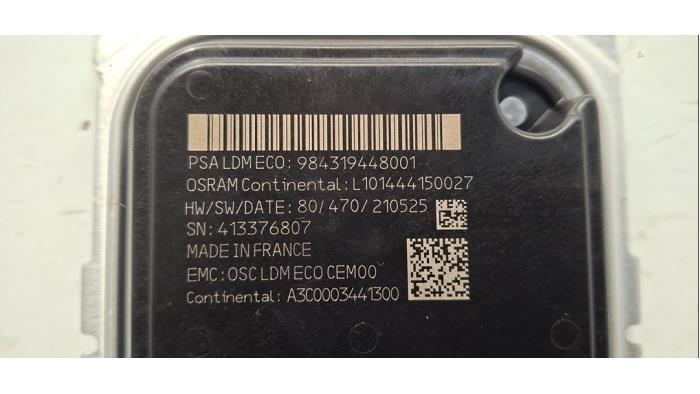 PSA LDM ECO: 984319448001
OSRAM Continental: L101444150027
HW/SW/DATE: 80/470/210525
SN: 413376807
MADE IN FRANCE
EMC: OSC LDM ECO CEM00
Continental: A3C0003441300